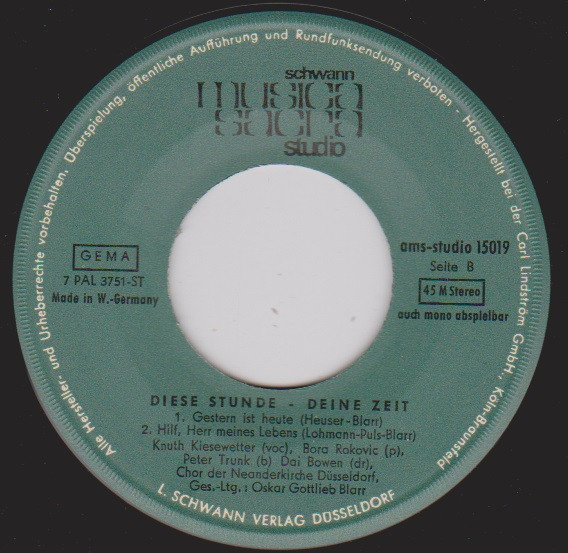 Alle Hersteller- und Urheberrechte vorbehalten. Überspielung, öffentliche Aufführung und Rundfunksendung verboten - Hergestellt bei der Carl Lindström GmbH., Köln-Braunsfeld
schwann
musica
sacra
studio
GEMA
7 PAL 3751-ST
Made in W.-Germany
ams-studio 15019
Seite B
45 M Stereo
auch mono abspielbar
DIESE STUNDE - DEINE ZEIT
1. Gestern ist heute (Heuser-Blarr)
2. Hilf, Herr meines Lebens (Lohmann-Puls-Blarr)
Knuth Kiesewetter (voc), Bora Rokovic (p),
Peter Trunk (b) Dai Bowen (dr),
Chor der Neanderkirche Düsseldorf,
Ges.-Ltg.: Oskar Gottlieb Blarr
L. SCHWANN VERLAG DÜSSELDORF